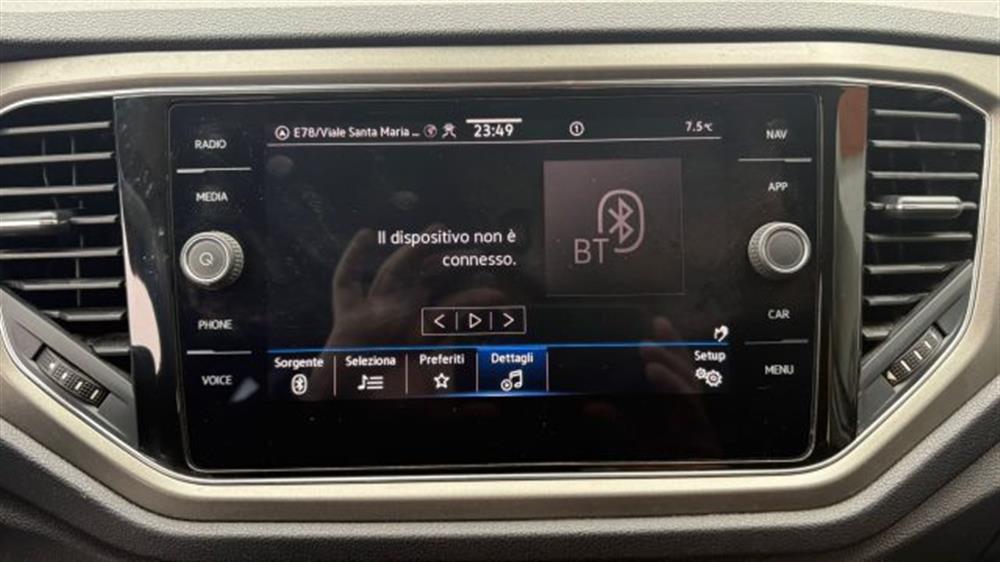 RADIO
MEDIA
PHONE
VOICE
E78/Viale Santa Maria ...
23:49
1
7.5°C
Il dispositivo non è
connesso.
BT
Sorgente
Seleziona
Preferiti
Dettagli
Setup
NAV
APP
CAR
MENU